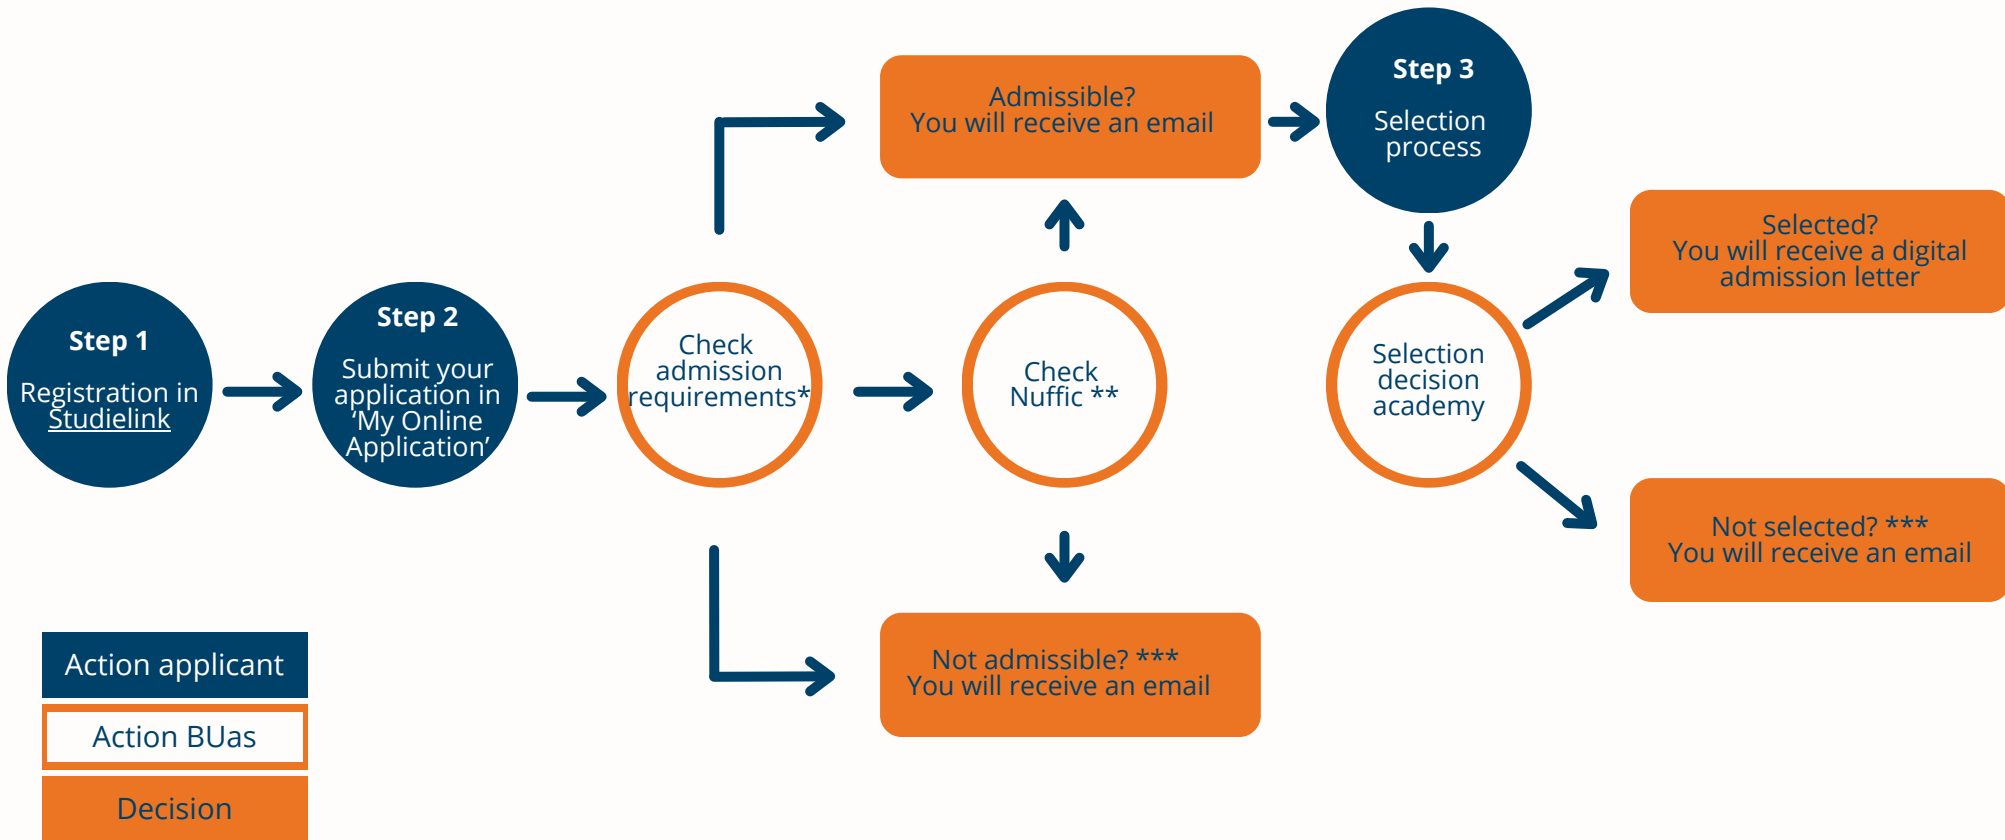 Step 1
Registration in
Studielink
Step 2
Submit your
application in
‘My Online
Application’
Check
admission
requirements*
Check
Nuffic **
Admissible?
You will receive an email
Not admissible? ***
You will receive an email
Step 3
Selection
process
Selection
decision
academy
Selected?
You will receive a digital
admission letter
Not selected? ***
You will receive an email
Action applicant
Action BUas
Decision